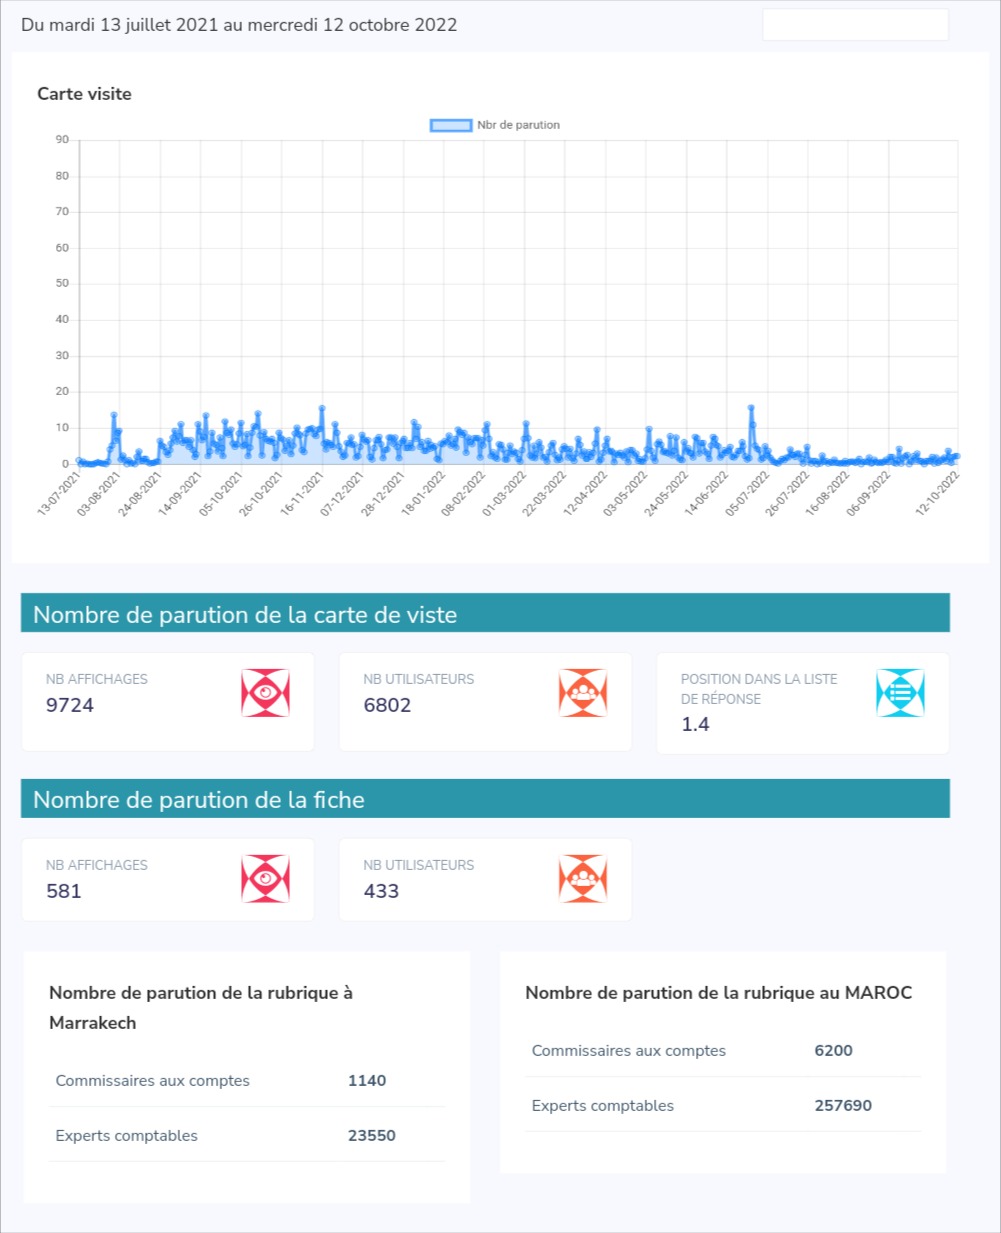 Du mardi 13 juillet 2021 au mercredi 12 octobre 2022
Carte visite
Nbr de parution
90
80
70
60
50
40
30
20
10
0
13-07-2021
03-08-2021
24-08-2021
14-09-2021
05-10-2021
26-10-2021
16-11-2021
07-12-2021
28-12-2021
18-01-2022
08-02-2022
01-03-2022
22-03-2022
12-04-2022
03-05-2022
24-05-2022
14-06-2022
05-07-2022
26-07-2022
16-08-2022
06-09-2022
12-10-2022
Nombre de parution de la carte de viste
NB AFFICHAGES
9724
NB UTILISATEURS
6802
POSITION DANS LA LISTE
DE RÉPONSE
1.4
Nombre de parution de la fiche
NB AFFICHAGES
581
NB UTILISATEURS
433
Nombre de parution de la rubrique à
Marrakech
Commissaires aux comptes 1140
Experts comptables 23550
Nombre de parution de la rubrique au MAROC
Commissaires aux comptes 6200
Experts comptables 257690